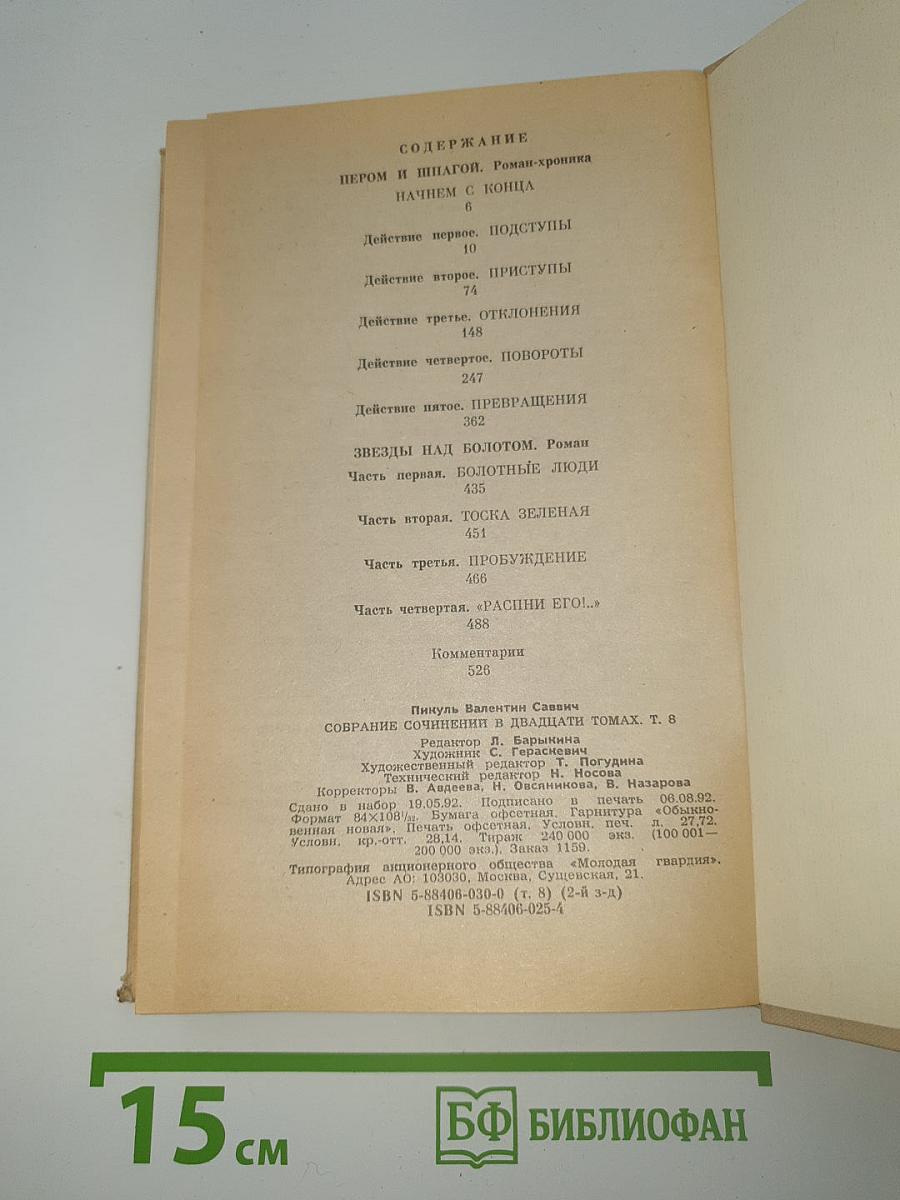 СОДЕРЖАНИЕ
ПЕРОМ И ШПАГОЙ. Роман-хроника
НАЧНЕМ С КОНЦА
6
Действие первое. ПОДСТУПЫ
10
Действие второе. ПРИСТУПЫ
74
Действие третье. ОТКЛОНЕНИЯ
148
Действие четвертое. ПОВОРОТЫ
247
Действие пятое. ПРЕВРАЩЕНИЯ
362
ЗВЕЗДЫ НАД БОЛОТОМ. Роман
Часть первая. БОЛОТНЫЕ ЛЮДИ
435
Часть вторая. ТОСКА ЗЕЛЕНАЯ
451
Часть третья. ПРОБУЖДЕНИЕ
466
Часть четвертая. «РАСПНИ ЕГО!..»
488
Комментарии
526
Пикуль Валентин Саввич
СОБРАНИЕ СОЧИНЕНИЙ В ДВАДЦАТИ ТОМАХ. Т. 8
Редактор Л. Барыкина
Художник С. Гераскевич
Художественный редактор Т. Погудина
Технический редактор Н. Носова
Корректоры В. Авдеева, Н. Овсяникова, В. Назарова
Сдано в набор 19.05.92. Подписано в печать 06.08.92.
Формат 84×108¹/₃₂. Бумага офсетная. Гарнитура «Обыкно-
венная новая». Печать офсетная. Условн. печ. л. 27,72.
Условн. кр.-отт. 28,14. Тираж 240 000 экз. (100 001—
200 000 экз.). Заказ 1159.
Типография акционерного общества «Молодая гвардия».
Адрес АО: 103030, Москва, Сущевская, 21.
ISBN 5-88406-030-0 (т. 8) (2-й з-д)
ISBN 5-88406-025-4
15 см
БФ БИБЛИОФАН